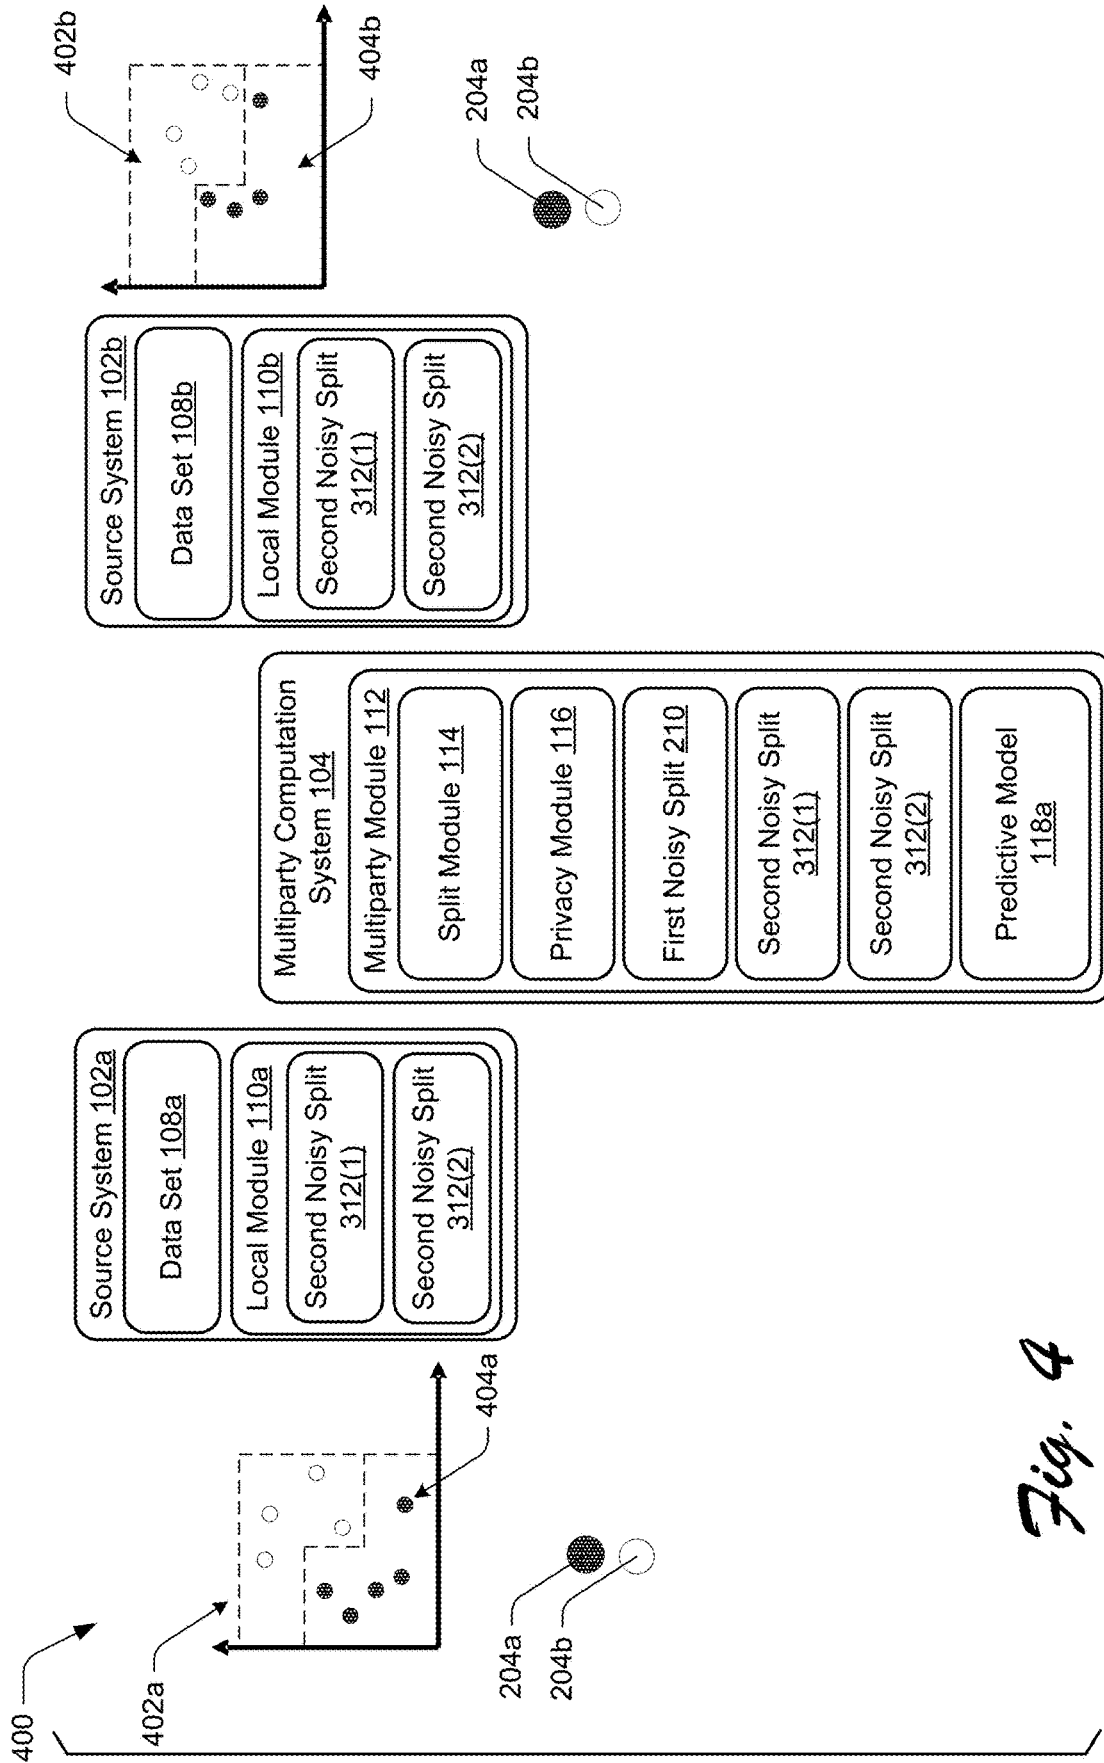 400
402a
404a
204a
204b
Source System 102a
Data Set 108a
Local Module 110a
Second Noisy Split
312(1)
Second Noisy Split
312(2)
Multiparty Computation
System 104
Multiparty Module 112
Split Module 114
Privacy Module 116
First Noisy Split 210
Second Noisy Split
312(1)
Second Noisy Split
312(2)
Predictive Model
118a
Source System 102b
Data Set 108b
Local Module 110b
Second Noisy Split
312(1)
Second Noisy Split
312(2)
402b
404b
204a
204b
Fig. 4